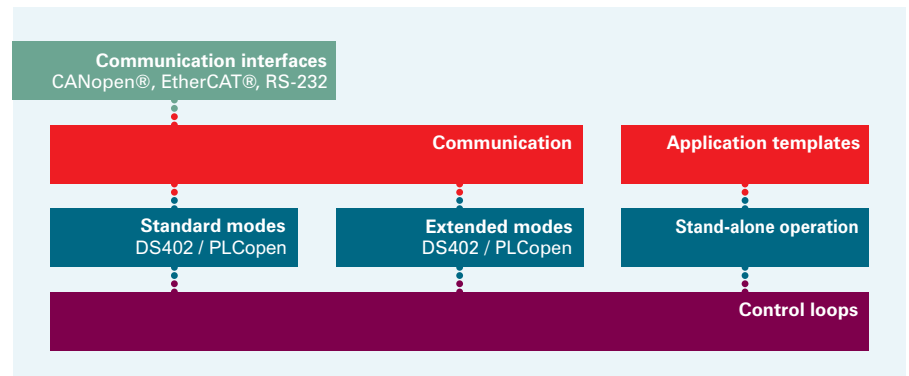 Communication interfaces
CANopen®, EtherCAT®, RS-232
Communication
Application templates
Standard modes
DS402 / PLCopen
Extended modes
DS402 / PLCopen
Stand-alone operation
Control loops